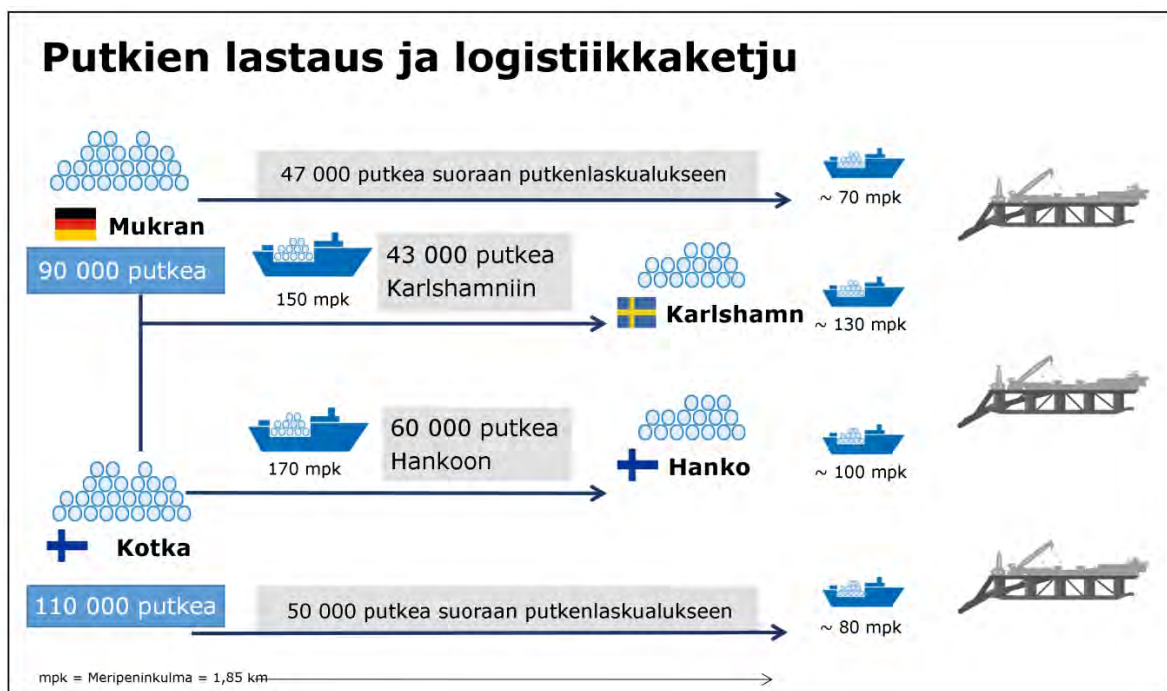 Putkien lastaus ja logistiikkaketju
47 000 putkea suoraan putkenlaskualukseen
~ 70 mpk
Mukran
90 000 putkea
150 mpk
43 000 putkea
Karlshamniin
Karlshamn
~ 130 mpk
60 000 putkea
Hankoon
170 mpk
Hanko
~ 100 mpk
Kotka
110 000 putkea
50 000 putkea suoraan putkenlaskualukseen
~ 80 mpk
mpk = Meripeninkulma = 1,85 km